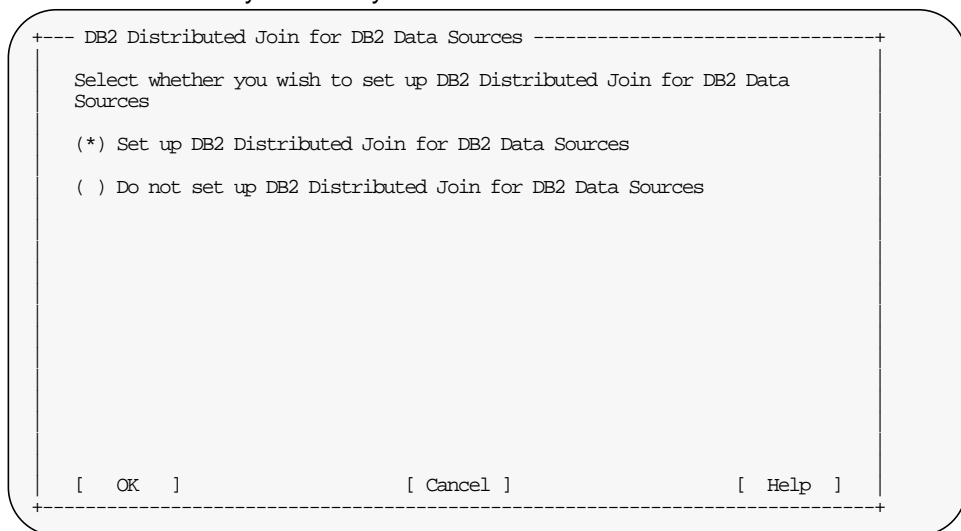 +--- DB2 Distributed Join for DB2 Data Sources --------------------------------+
Select whether you wish to set up DB2 Distributed Join for DB2 Data
Sources
(*) Set up DB2 Distributed Join for DB2 Data Sources
( ) Do not set up DB2 Distributed Join for DB2 Data Sources
[ OK ] [ Cancel ] [ Help ]
+------------------------------------------------------------------------------+